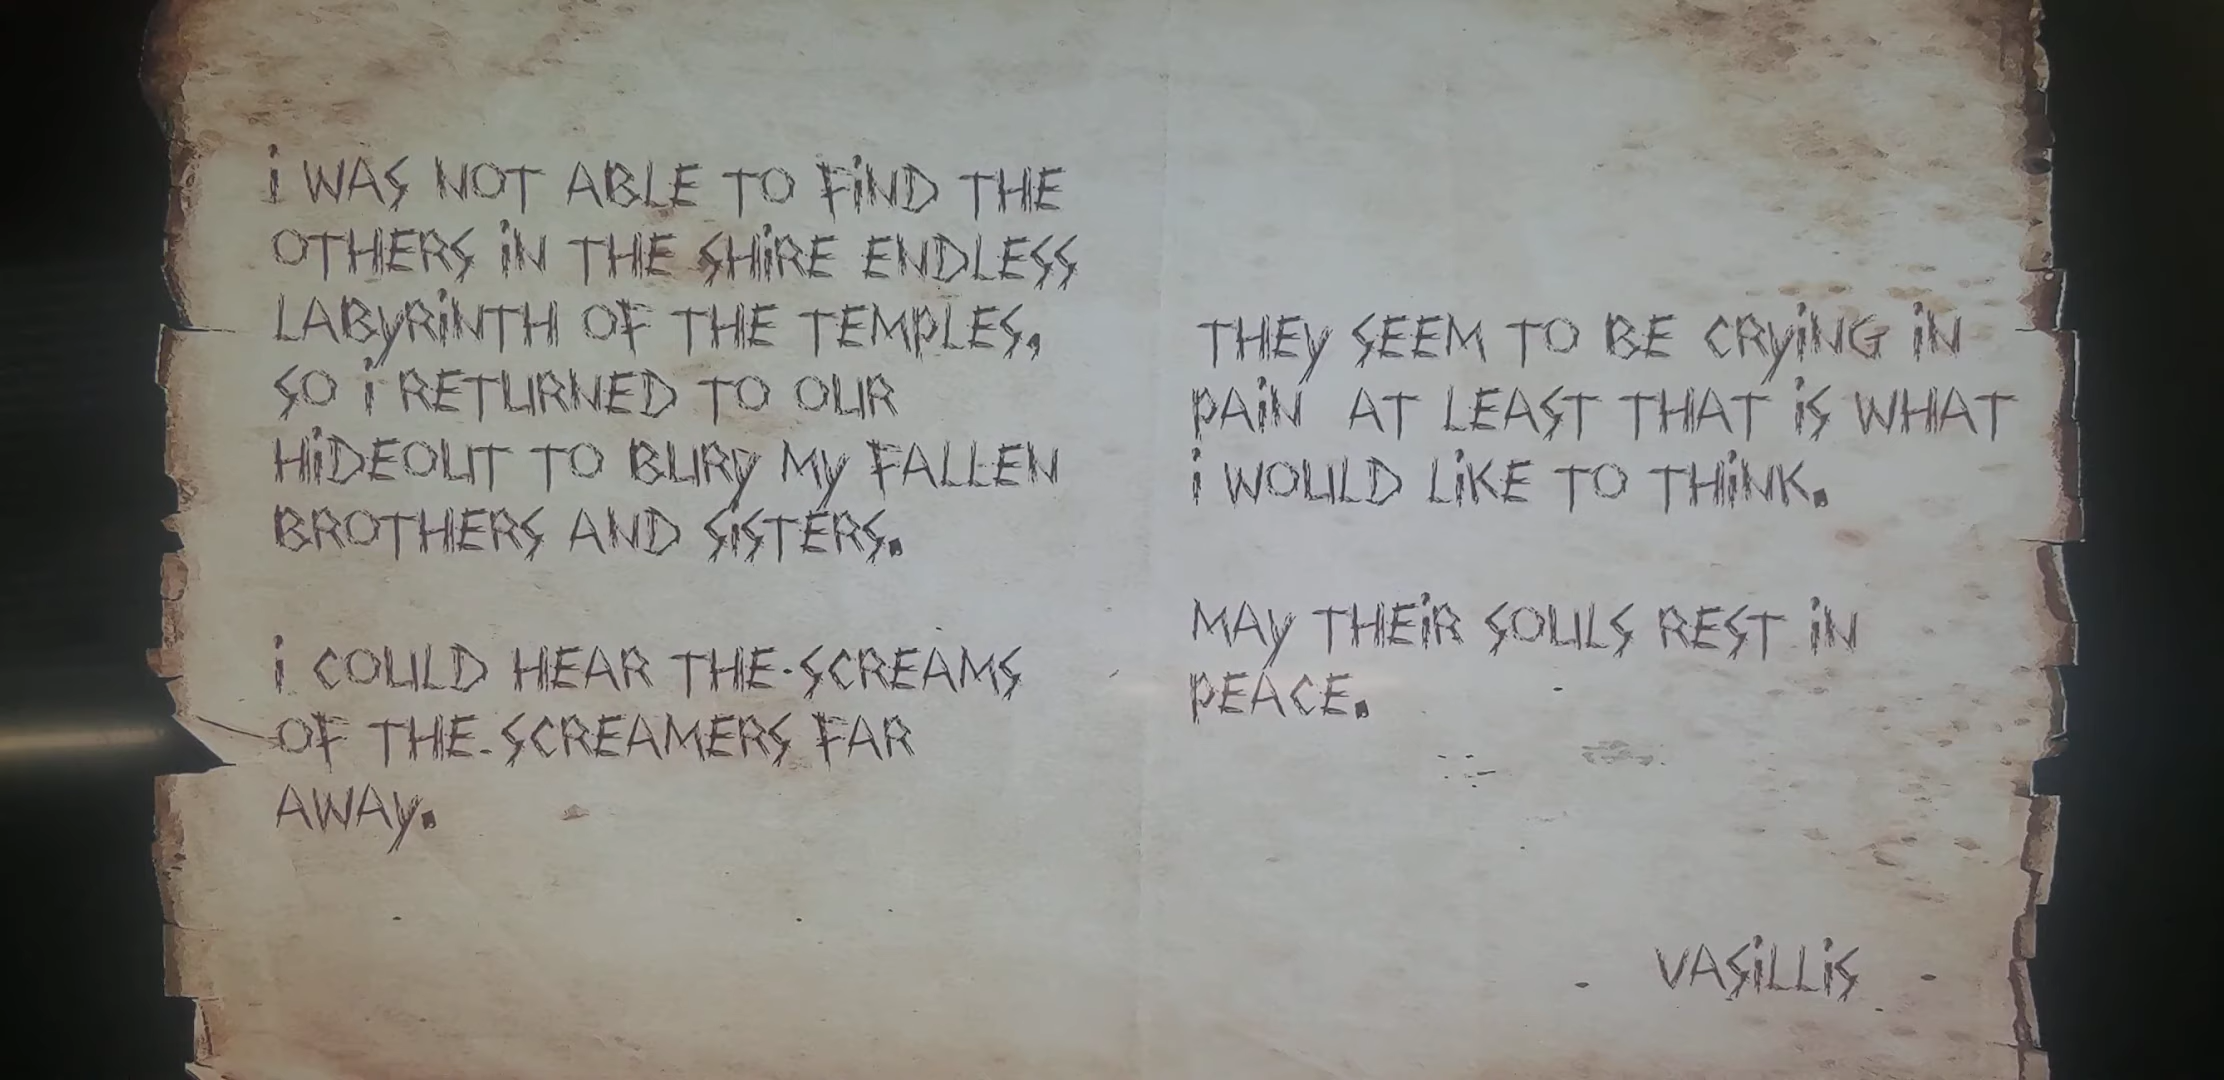 i WAS NOT ABLE TO FiND THE
OTHERS iN THE SHiRE ENDLESS
LAByRiNTH OF THE TEMPLES,
SO i RETURNED TO OUR
HiDEOUT TO BURy My FALLEN
BROTHERS AND SiSTERS.
i COULD HEAR THE SCREAMS
OF THE SCREAMERS FAR
AWAy.
THEy SEEM TO BE CRyiNG iN
PAiN AT LEAST THAT iS WHAT
i WOULD LiKE TO THiNK.
MAy THEiR SOULS REST iN
PEACE.
VASiLLiS